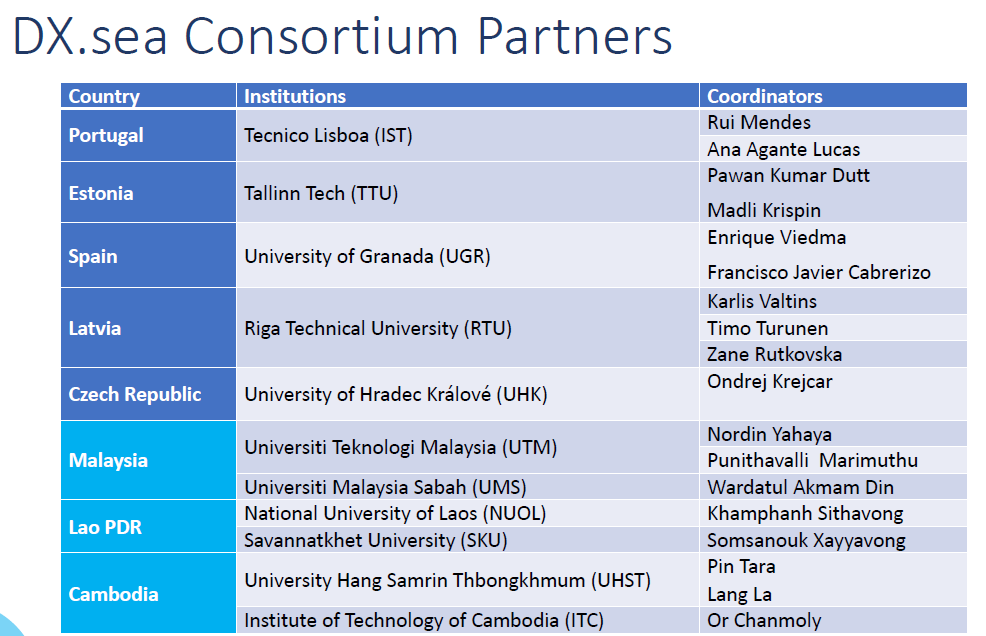 DX.sea Consortium Partners
Country Institutions Coordinators
Portugal Tecnico Lisboa (IST) Rui Mendes
Ana Agante Lucas
Estonia Tallinn Tech (TTU) Pawan Kumar Dutt
Madli Krispin
Spain University of Granada (UGR) Enrique Viedma
Francisco Javier Cabrerizo
Latvia Riga Technical University (RTU) Karlis Valtins
Timo Turunen
Zane Rutkovska
Czech Republic University of Hradec Králové (UHK) Ondrej Krejcar
Malaysia Universiti Teknologi Malaysia (UTM) Nordin Yahaya
Punithavalli Marimuthu
Universiti Malaysia Sabah (UMS) Wardatul Akmam Din
Lao PDR National University of Laos (NUOL) Khamphanh Sithavong
Savannatkhet University (SKU) Somsanouk Xayyavong
Cambodia University Hang Samrin Thbongkhmum (UHST) Pin Tara
Lang La
Institute of Technology of Cambodia (ITC) Or Chanmoly